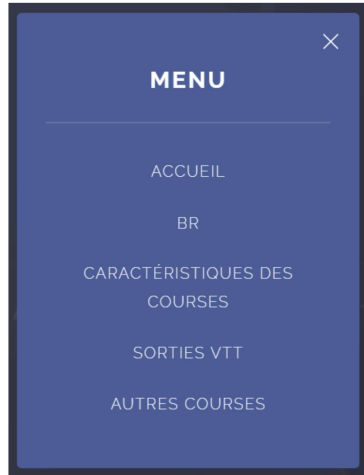 MENU
ACCUEIL
BR
CARACTÉRISTIQUES DES
COURSES
SORTIES VTT
AUTRES COURSES